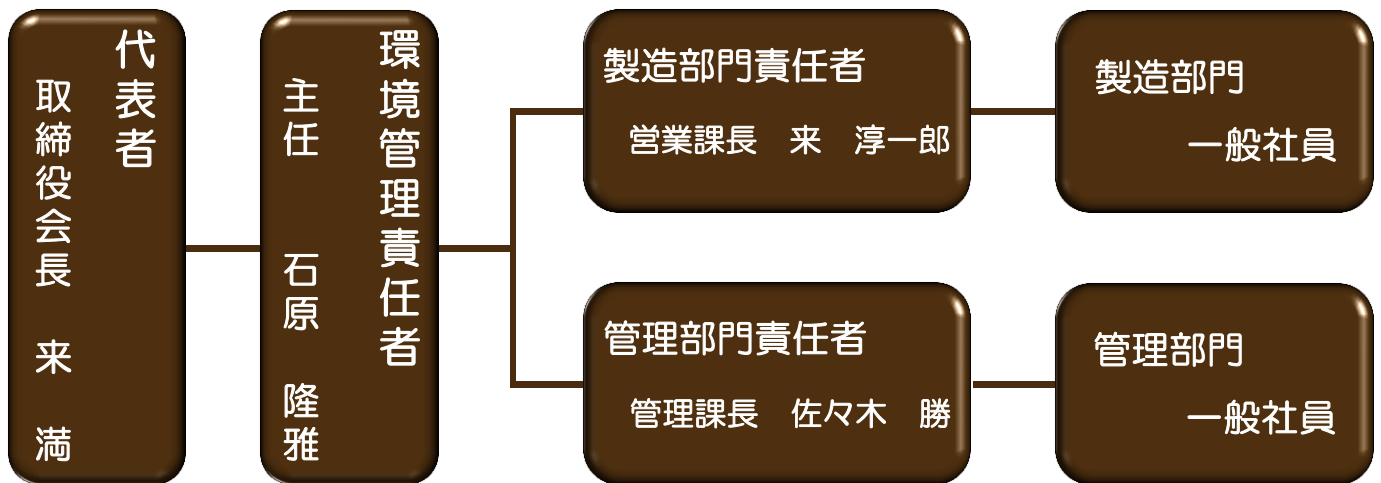 代表者
取締役会長　来　満
環境管理責任者
主任　石原　隆雅
製造部門責任者
営業課長　来　淳一郎
製造部門
一般社員
管理部門責任者
管理課長　佐々木　勝
管理部門
一般社員